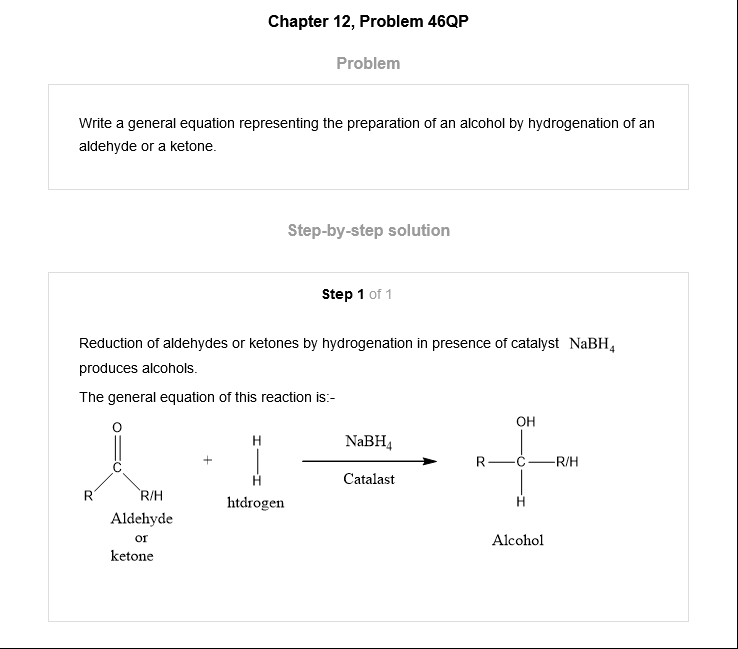 Chapter 12, Problem 46QP
Problem
Write a general equation representing the preparation of an alcohol by hydrogenation of an
aldehyde or a ketone.
Step-by-step solution
Step 1 of 1
Reduction of aldehydes or ketones by hydrogenation in presence of catalyst NaBH₄
produces alcohols.
The general equation of this reaction is:-
O
C
R R/H
Aldehyde
or
ketone
+
H
H
htdrogen
NaBH₄
Catalast
OH
R C R/H
H
Alcohol